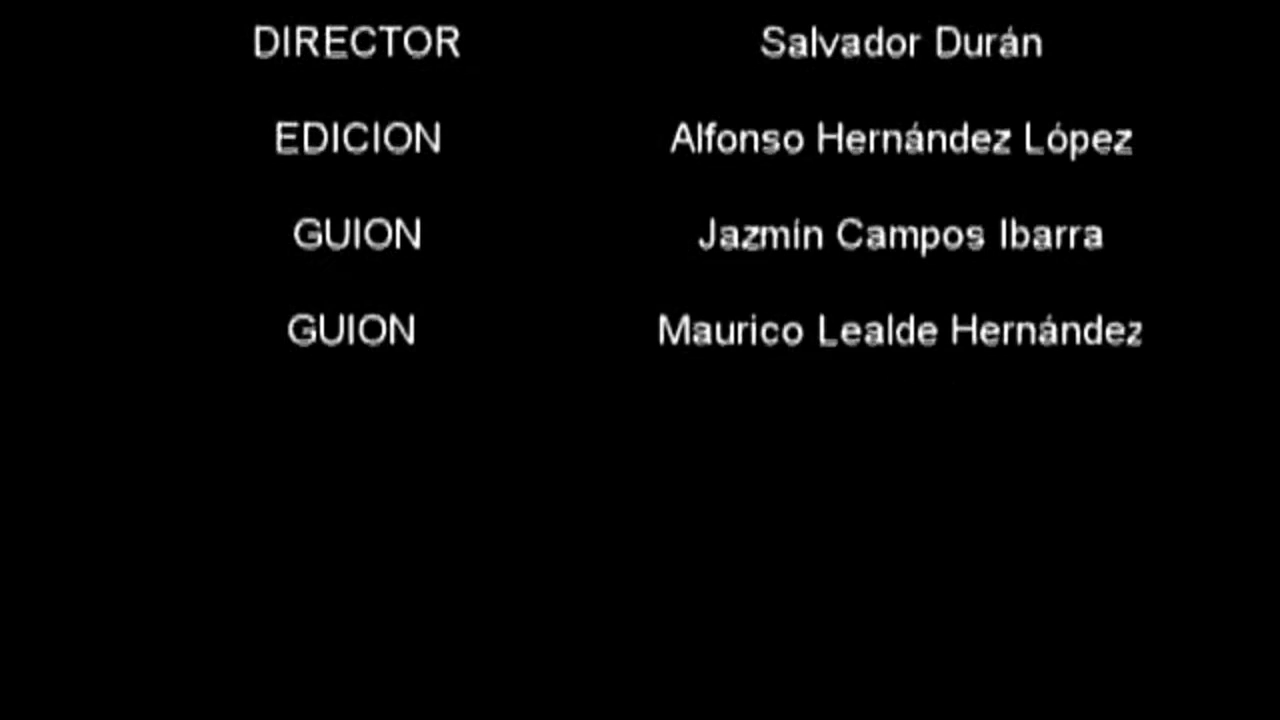 DIRECTOR Salvador Durán
EDICION Alfonso Hernández López
GUION Jazmín Campos Ibarra
GUION Maurico Lealde Hernández